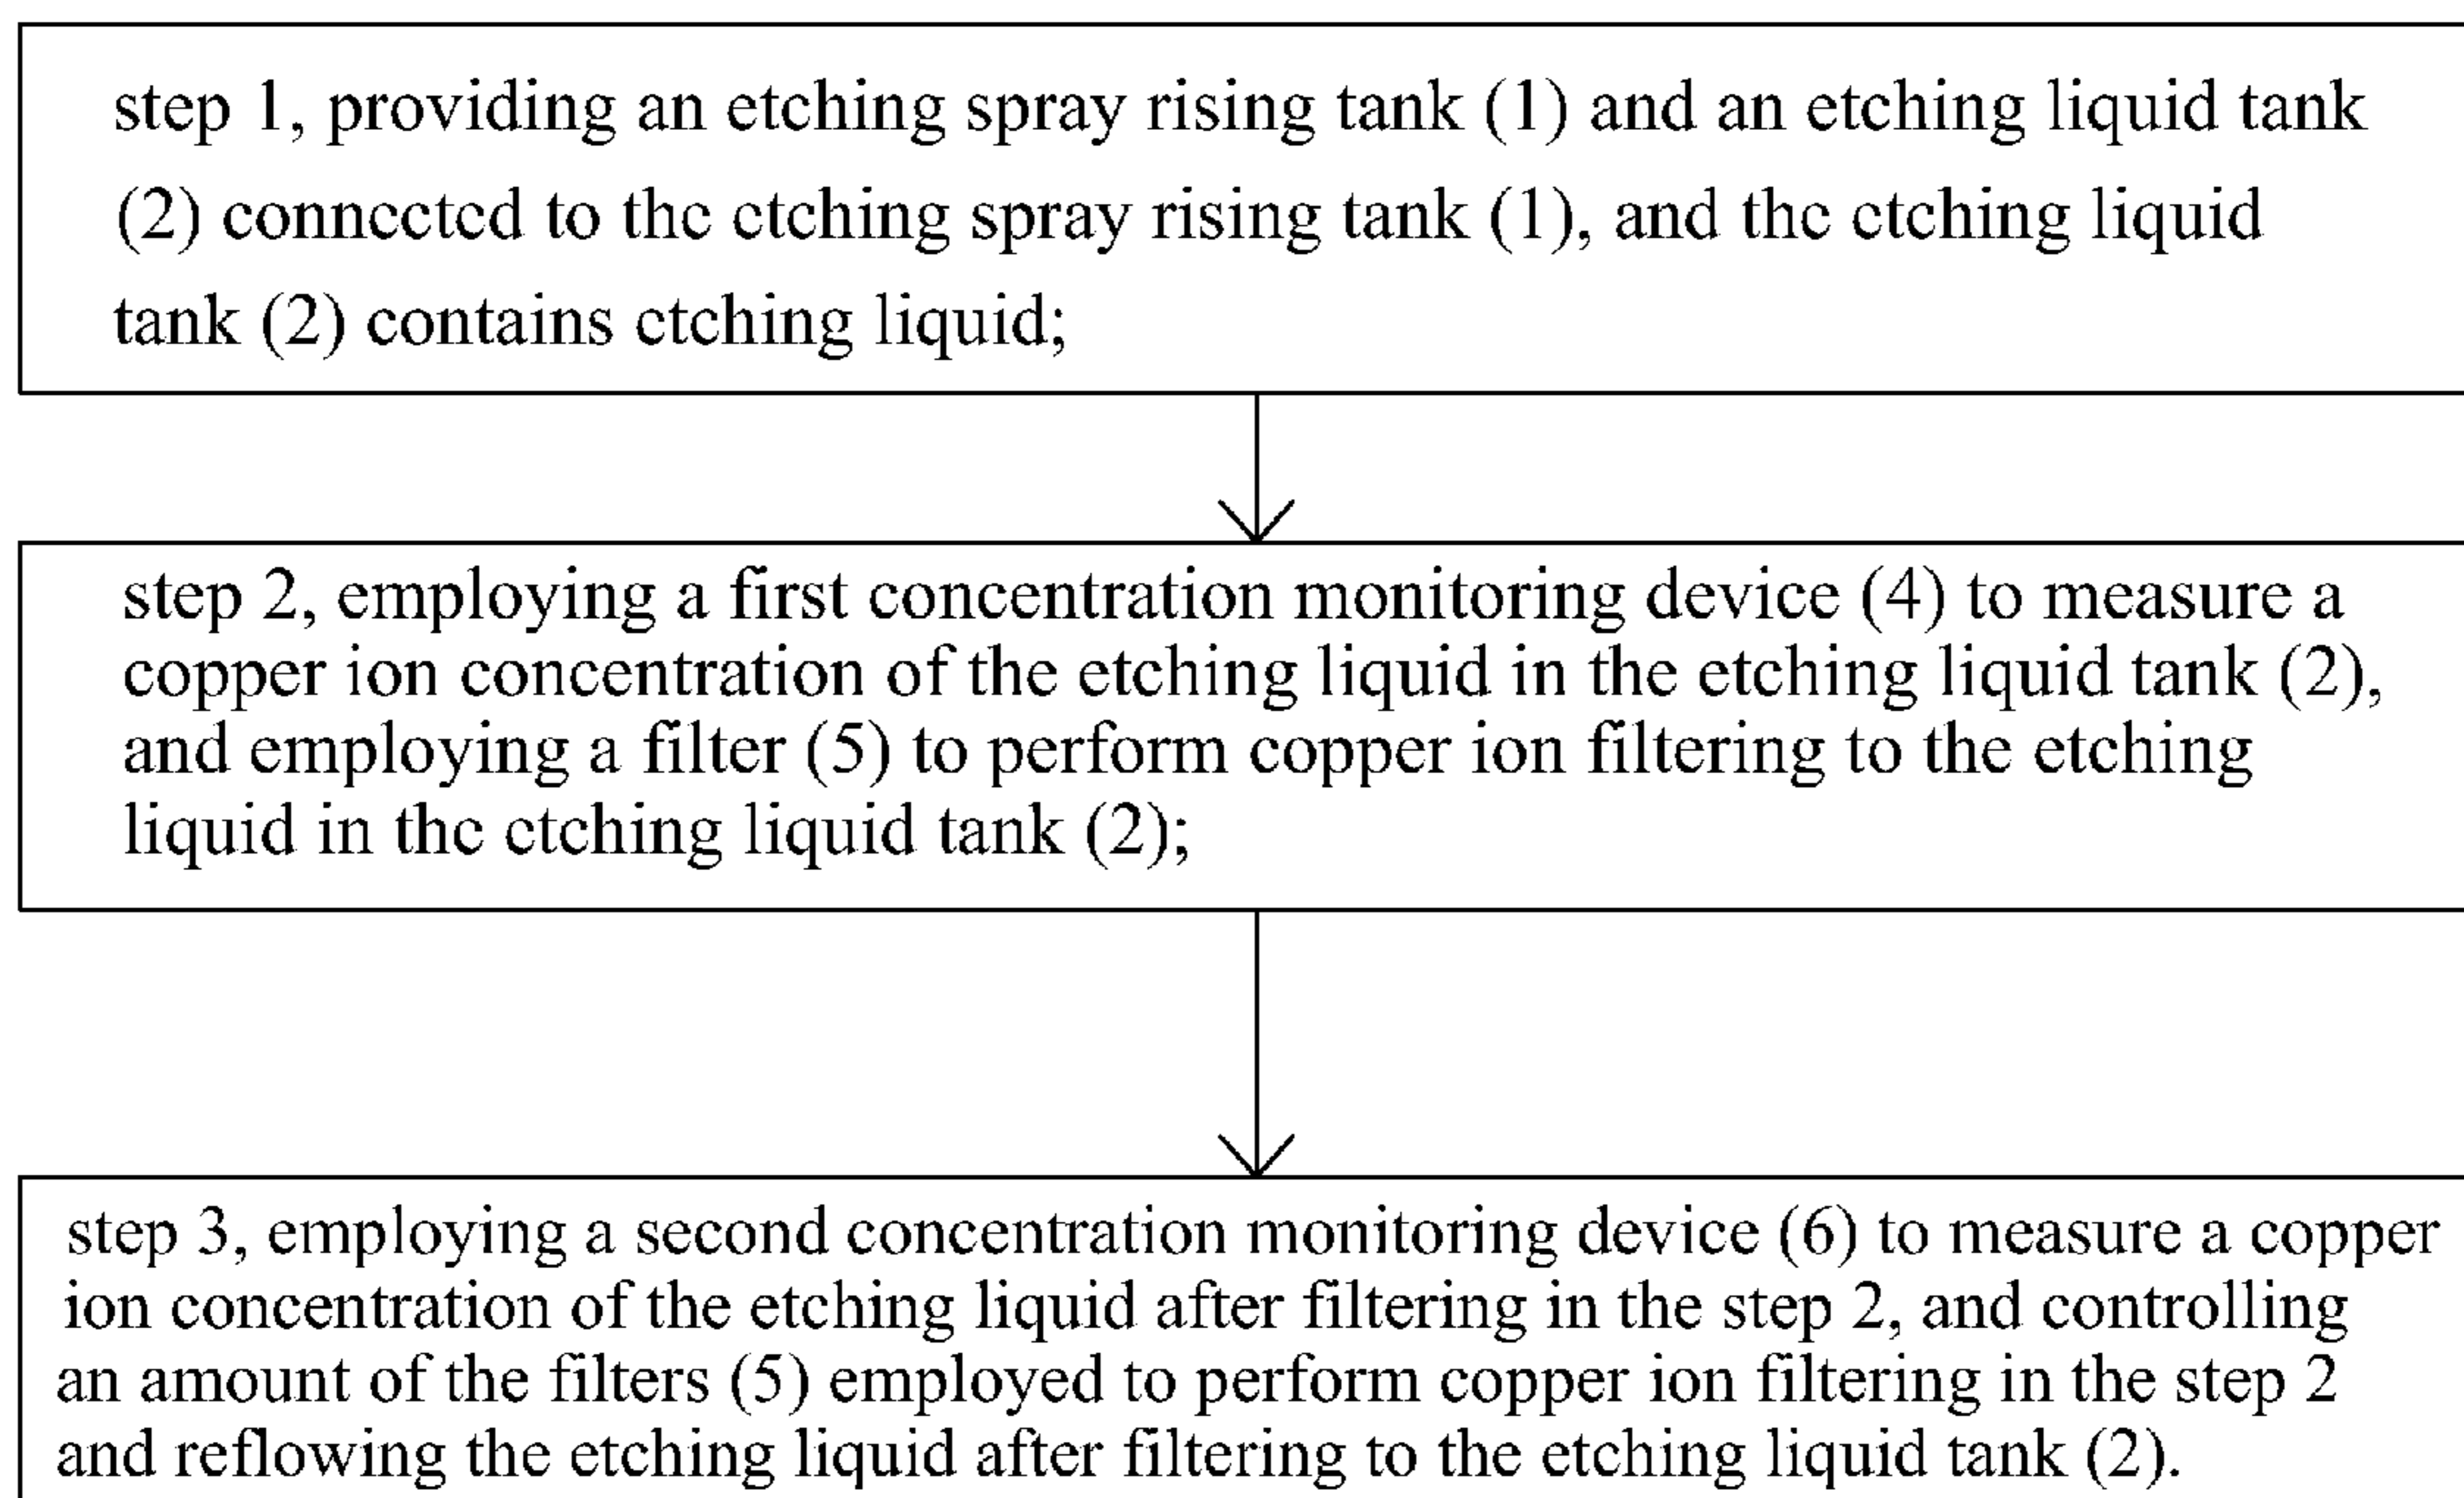 step 1, providing an etching spray rising tank (1) and an etching liquid tank
(2) connected to the etching spray rising tank (1), and the etching liquid
tank (2) contains etching liquid;
step 2, employing a first concentration monitoring device (4) to measure a
copper ion concentration of the etching liquid in the etching liquid tank (2),
and employing a filter (5) to perform copper ion filtering to the etching
liquid in the etching liquid tank (2);
step 3, employing a second concentration monitoring device (6) to measure a copper
ion concentration of the etching liquid after filtering in the step 2, and controlling
an amount of the filters (5) employed to perform copper ion filtering in the step 2
and reflowing the etching liquid after filtering to the etching liquid tank (2).